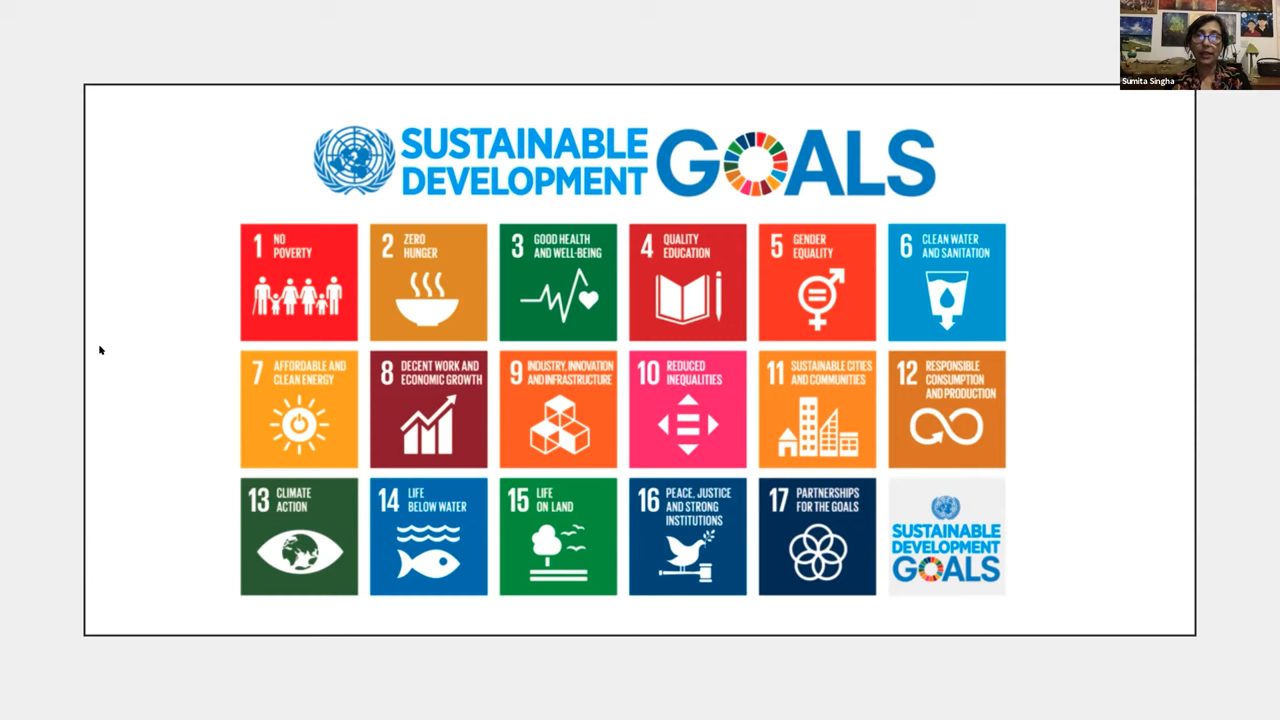 Sumita Singha
SUSTAINABLE
DEVELOPMENT
GOALS
1 NO
POVERTY
2 ZERO
HUNGER
3 GOOD HEALTH
AND WELL-BEING
4 QUALITY
EDUCATION
5 GENDER
EQUALITY
6 CLEAN WATER
AND SANITATION
7 AFFORDABLE AND
CLEAN ENERGY
8 DECENT WORK AND
ECONOMIC GROWTH
9 INDUSTRY, INNOVATION
AND INFRASTRUCTURE
10 REDUCED
INEQUALITIES
11 SUSTAINABLE CITIES
AND COMMUNITIES
12 RESPONSIBLE
CONSUMPTION
AND PRODUCTION
13 CLIMATE
ACTION
14 LIFE
BELOW WATER
15 LIFE
ON LAND
16 PEACE, JUSTICE
AND STRONG
INSTITUTIONS
17 PARTNERSHIPS
FOR THE GOALS
SUSTAINABLE
DEVELOPMENT
GOALS